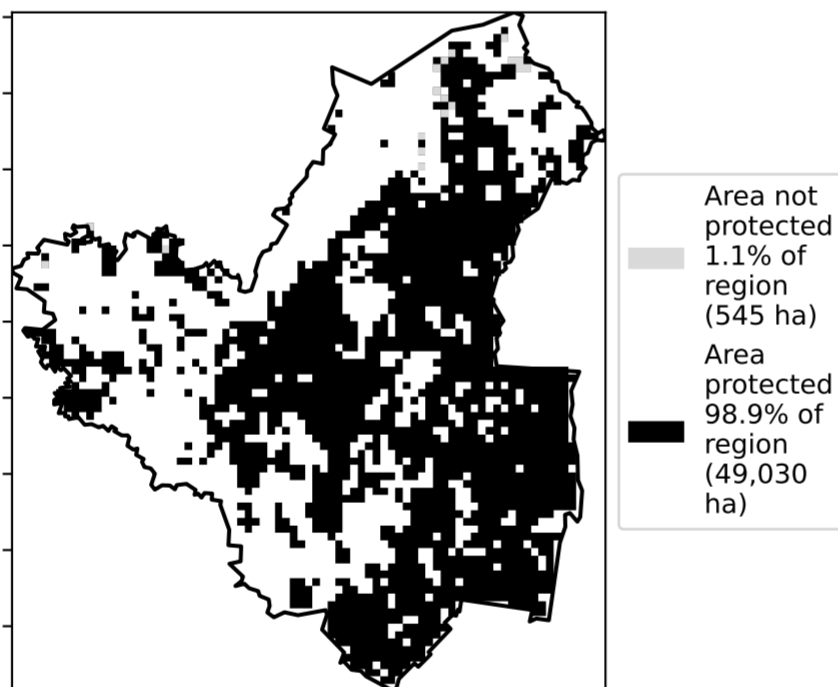 Area not
protected
1.1% of
region
(545 ha)
Area
protected
98.9% of
region
(49,030
ha)